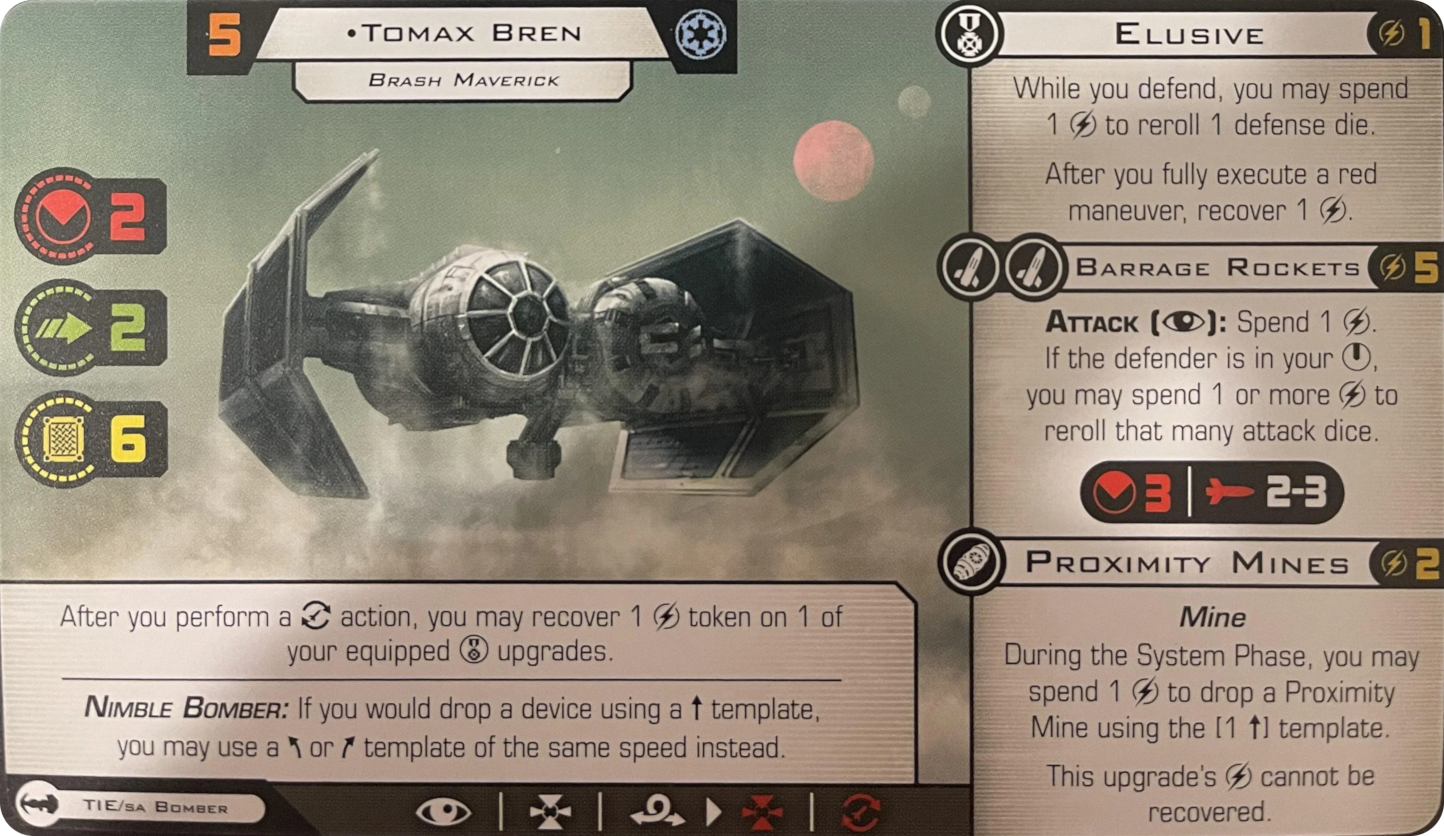 5
•Tomax Bren
Brash Maverick
2
2
6
After you perform a action, you may recover 1 token on 1 of
your equipped upgrades.
Nimble Bomber: If you would drop a device using a ⬆ template,
you may use a ↰ or ↱ template of the same speed instead.
TIE/sa Bomber
Elusive 1
While you defend, you may spend
1 to reroll 1 defense die.
After you fully execute a red
maneuver, recover 1 .
Barrage Rockets 5
Attack ( ): Spend 1 .
If the defender is in your ,
you may spend 1 or more to
reroll that many attack dice.
3 | 2-3
Proximity Mines 2
Mine
During the System Phase, you may
spend 1 to drop a Proximity
Mine using the [1 ⬆] template.
This upgrade's cannot be
recovered.